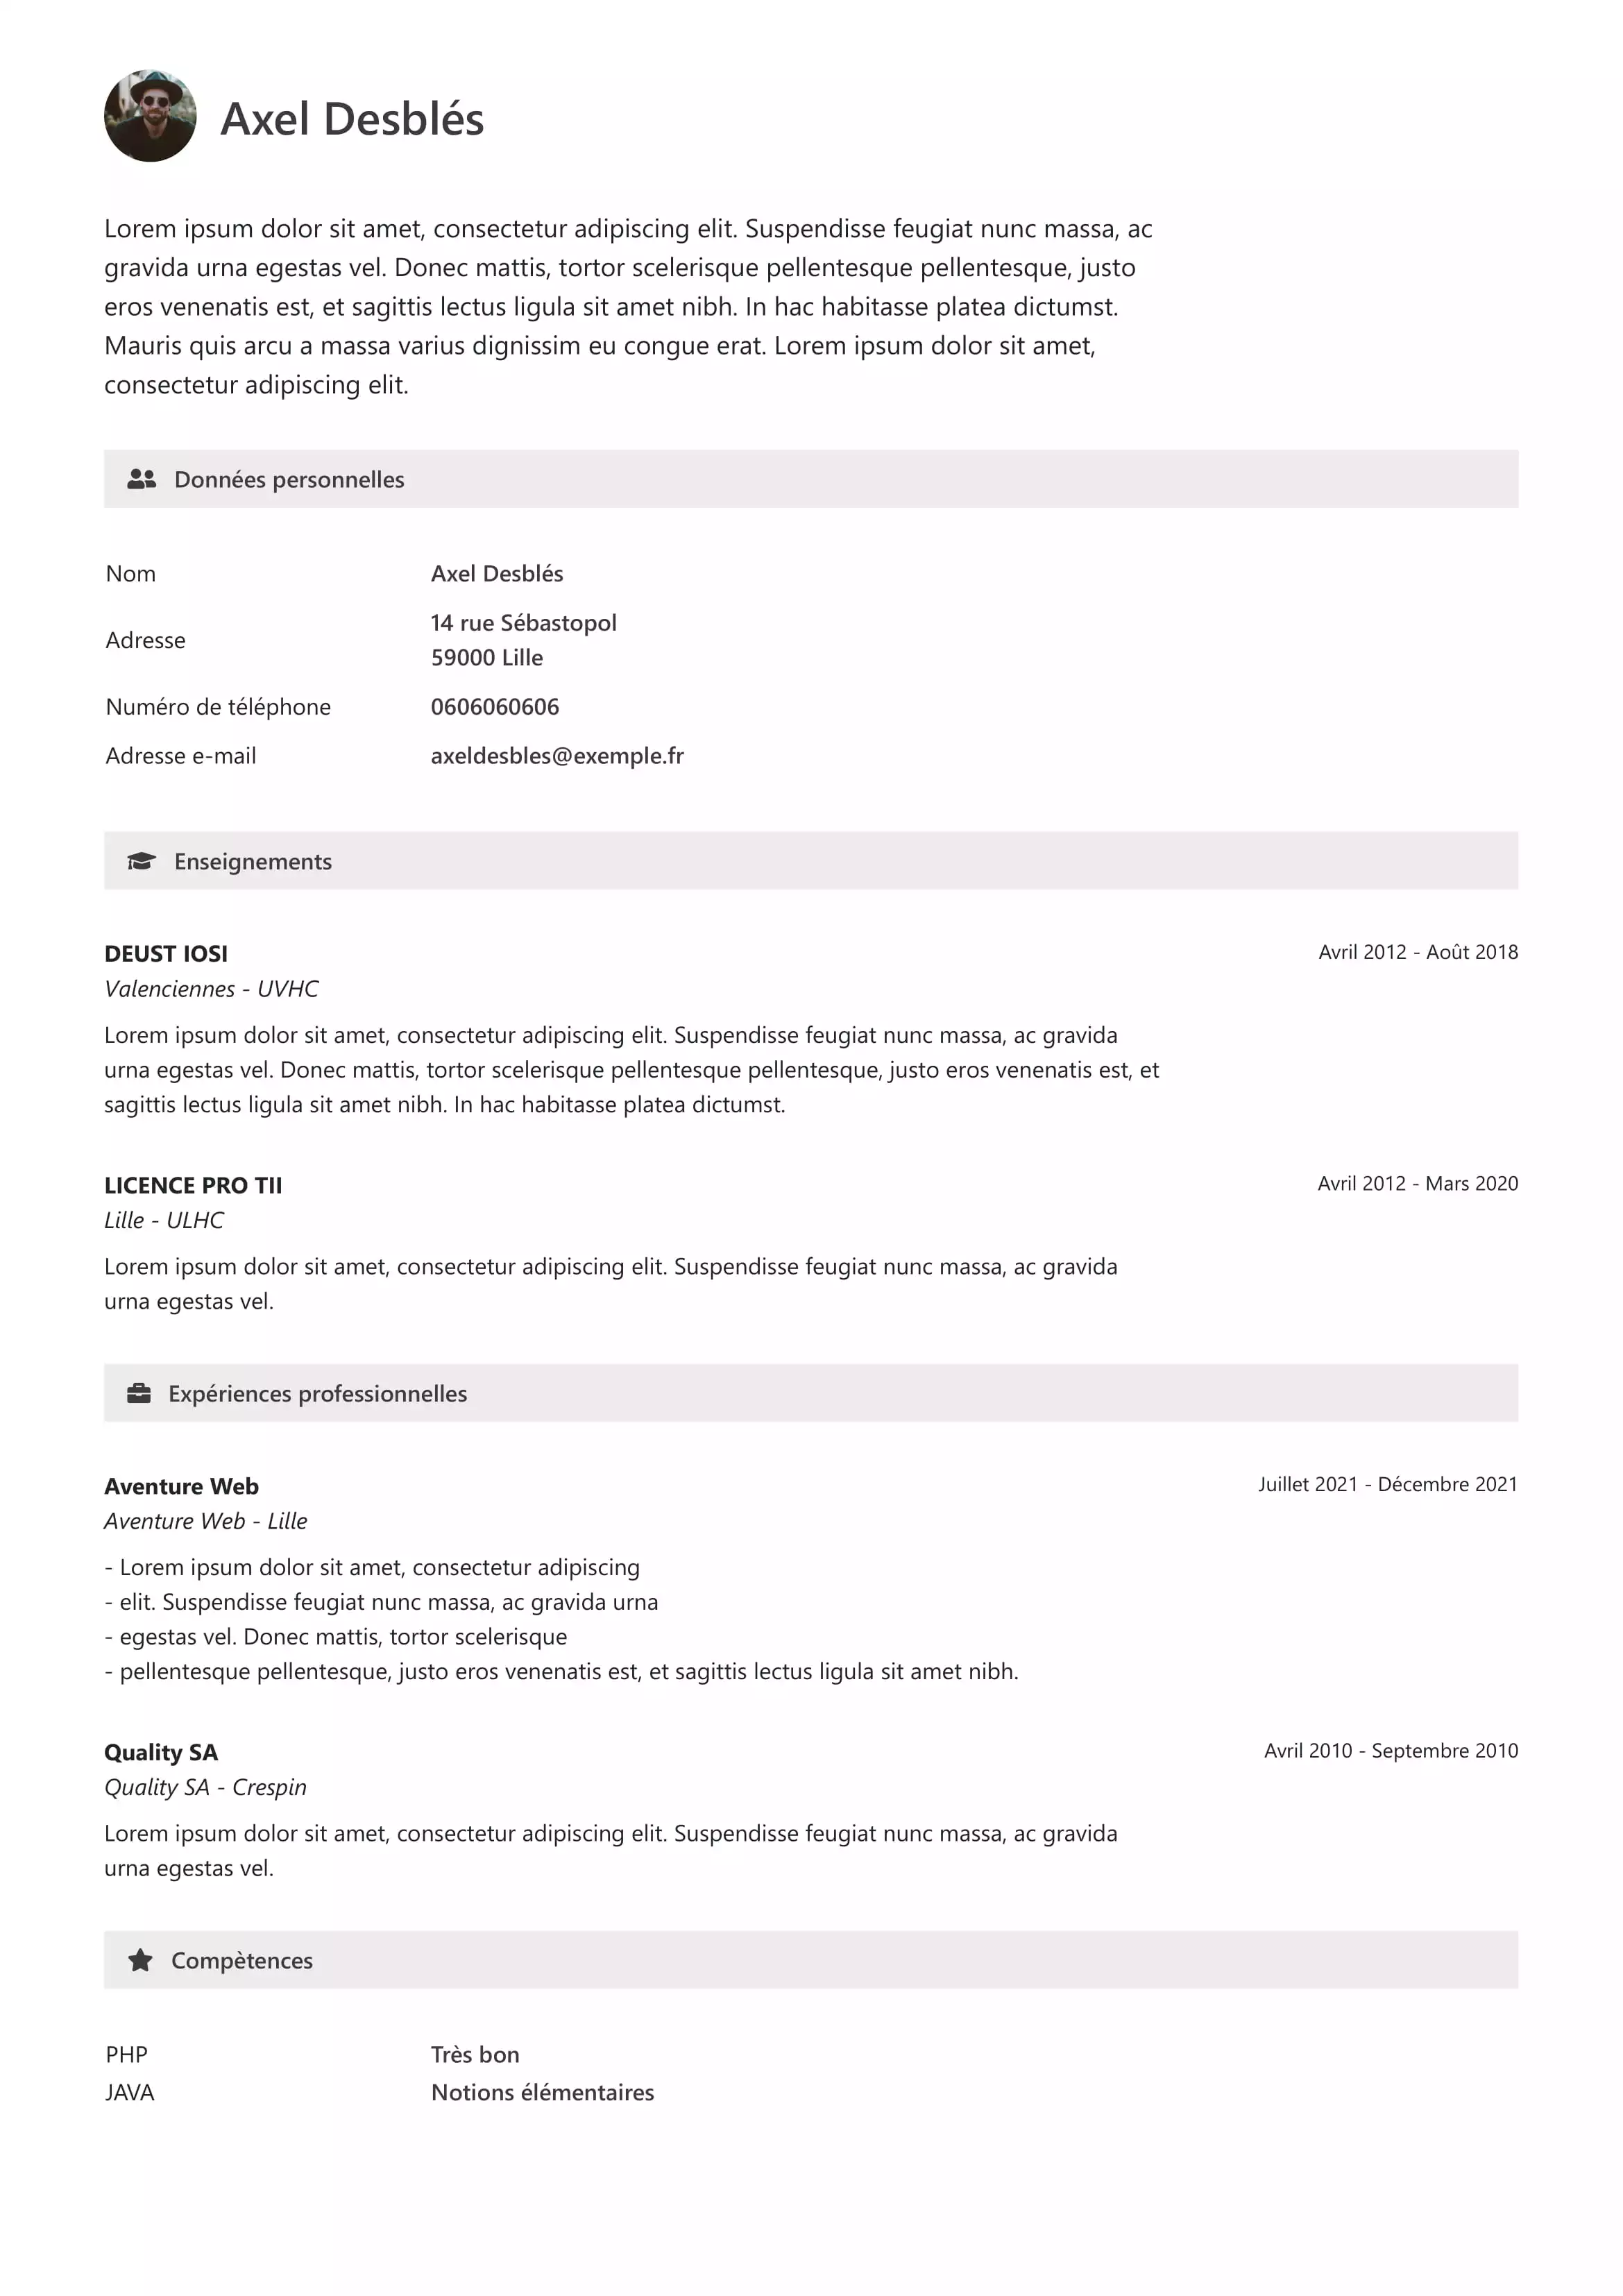 Axel Desblés
Lorem ipsum dolor sit amet, consectetur adipiscing elit. Suspendisse feugiat nunc massa, ac
gravida urna egestas vel. Donec mattis, tortor scelerisque pellentesque pellentesque, justo
eros venenatis est, et sagittis lectus ligula sit amet nibh. In hac habitasse platea dictumst.
Mauris quis arcu a massa varius dignissim eu congue erat. Lorem ipsum dolor sit amet,
consectetur adipiscing elit.
Données personnelles
Nom Axel Desblés
Adresse 14 rue Sébastopol
59000 Lille
Numéro de téléphone 0606060606
Adresse e-mail axeldesbles@exemple.fr
Enseignements
DEUST IOSI Avril 2012 - Août 2018
Valenciennes - UVHC
Lorem ipsum dolor sit amet, consectetur adipiscing elit. Suspendisse feugiat nunc massa, ac gravida
urna egestas vel. Donec mattis, tortor scelerisque pellentesque pellentesque, justo eros venenatis est, et
sagittis lectus ligula sit amet nibh. In hac habitasse platea dictumst.
LICENCE PRO TII Avril 2012 - Mars 2020
Lille - ULHC
Lorem ipsum dolor sit amet, consectetur adipiscing elit. Suspendisse feugiat nunc massa, ac gravida
urna egestas vel.
Expériences professionnelles
Aventure Web Juillet 2021 - Décembre 2021
Aventure Web - Lille
- Lorem ipsum dolor sit amet, consectetur adipiscing
- elit. Suspendisse feugiat nunc massa, ac gravida urna
- egestas vel. Donec mattis, tortor scelerisque
- pellentesque pellentesque, justo eros venenatis est, et sagittis lectus ligula sit amet nibh.
Quality SA Avril 2010 - Septembre 2010
Quality SA - Crespin
Lorem ipsum dolor sit amet, consectetur adipiscing elit. Suspendisse feugiat nunc massa, ac gravida
urna egestas vel.
Compètences
PHP Très bon
JAVA Notions élémentaires